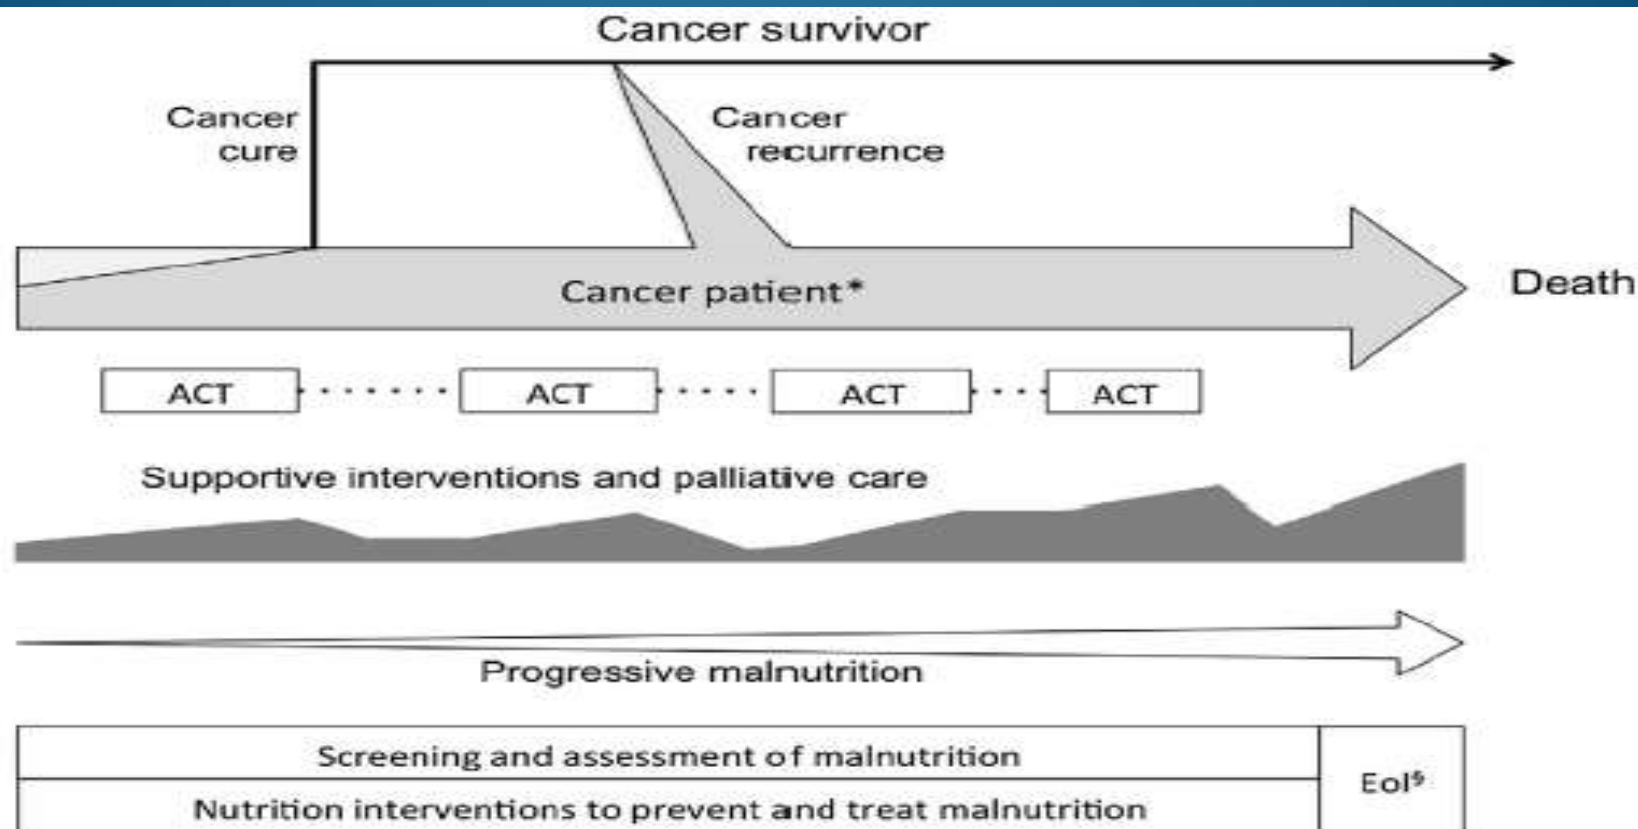 Cancer survivor
Cancer
cure
Cancer
recurrence
Cancer patient*
Death
ACT
ACT
ACT
ACT
Supportive interventions and palliative care
Progressive malnutrition
Screening and assessment of malnutrition
Nutrition interventions to prevent and treat malnutrition
Eol§